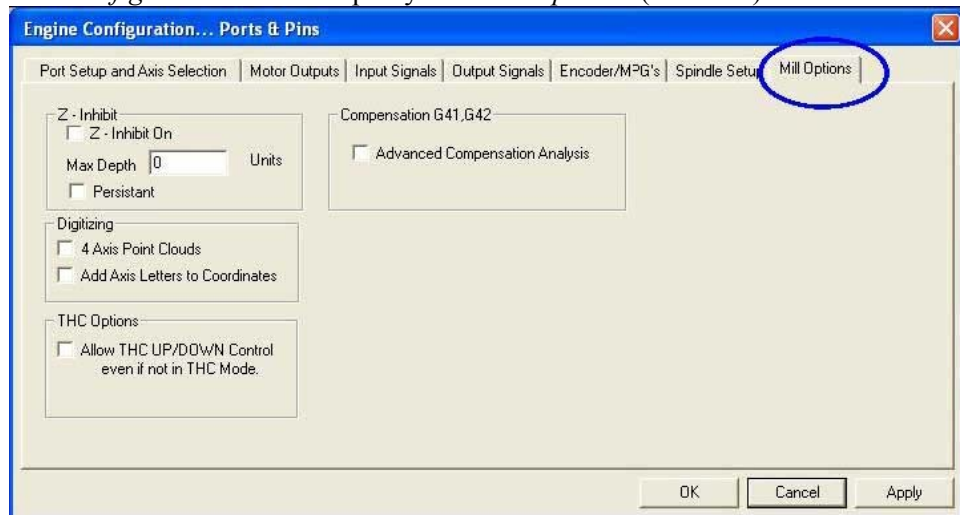 Engine Configuration... Ports & Pins
Port Setup and Axis Selection Motor Outputs Input Signals Output Signals Encoder/MPG's Spindle Setup Mill Options
Z - Inhibit
Z - Inhibit On
Max Depth 0 Units
Persistant
Digitizing
4 Axis Point Clouds
Add Axis Letters to Coordinates
THC Options
Allow THC UP/DOWN Control
even if not in THC Mode.
Compensation G41,G42
Advanced Compensation Analysis
OK Cancel Apply